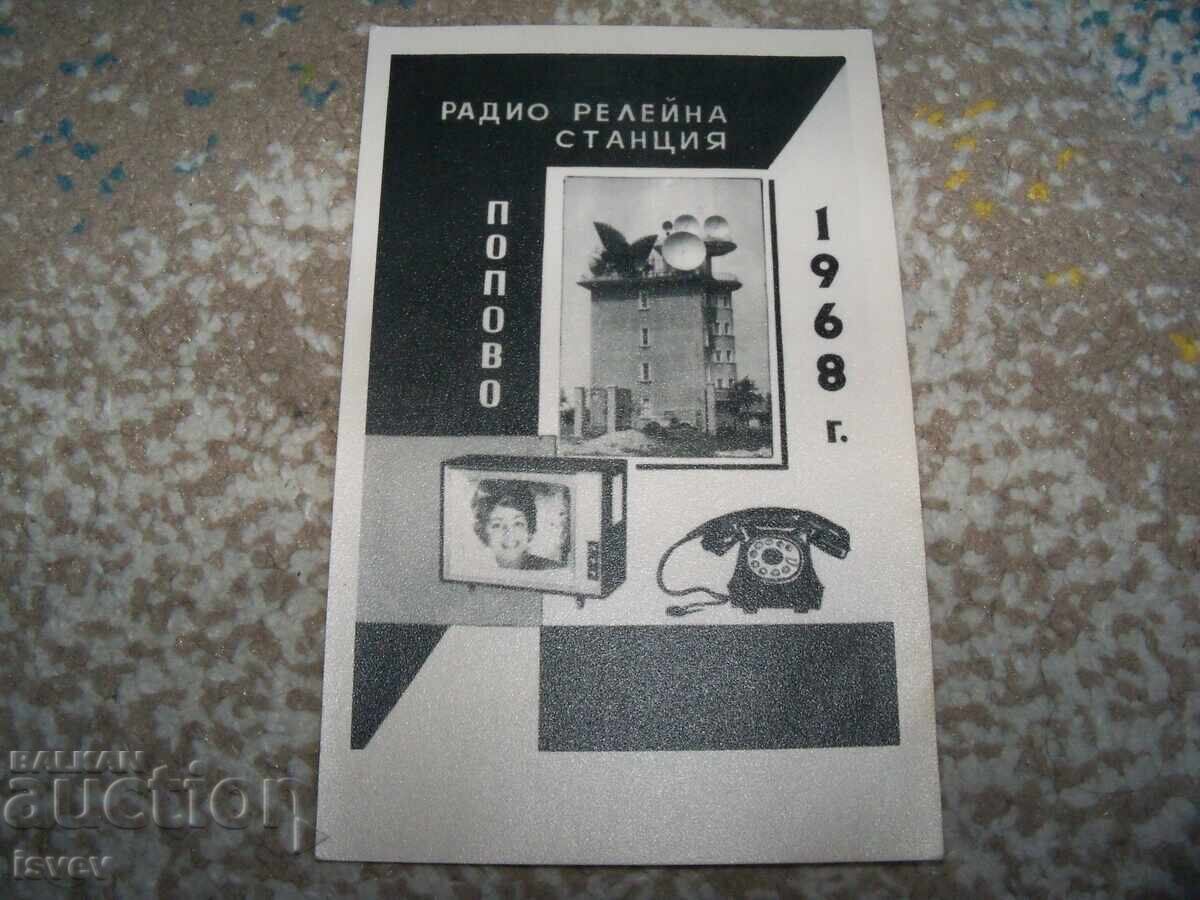 РАДИО РЕЛЕЙНА
СТАНЦИЯ
ПОПОВО
1968 г.
BALKAN
auction
isvev